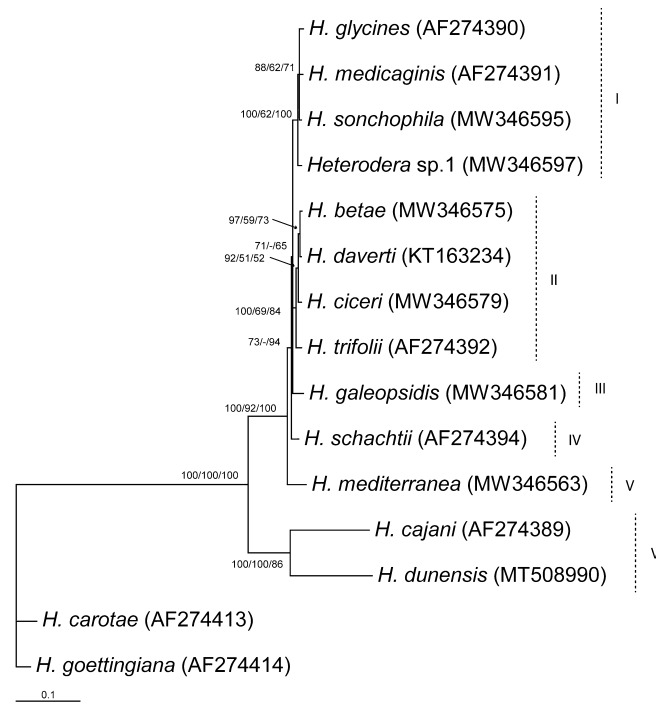 H. glycines (AF274390)
88/62/71
H. medicaginis (AF274391)
I
100/62/100
H. sonchophila (MW346595)
Heterodera sp.1 (MW346597)
H. betae (MW346575)
97/59/73
71/-/65
H. daverti (KT163234)
92/51/52
II
H. ciceri (MW346579)
100/69/84
H. trifolii (AF274392)
73/-/94
H. galeopsidis (MW346581)
III
100/92/100
H. schachtii (AF274394)
IV
100/100/100
H. mediterranea (MW346563)
V
H. cajani (AF274389)
V
100/100/86
H. dunensis (MT508990)
H. carotae (AF274413)
H. goettingiana (AF274414)
0.1